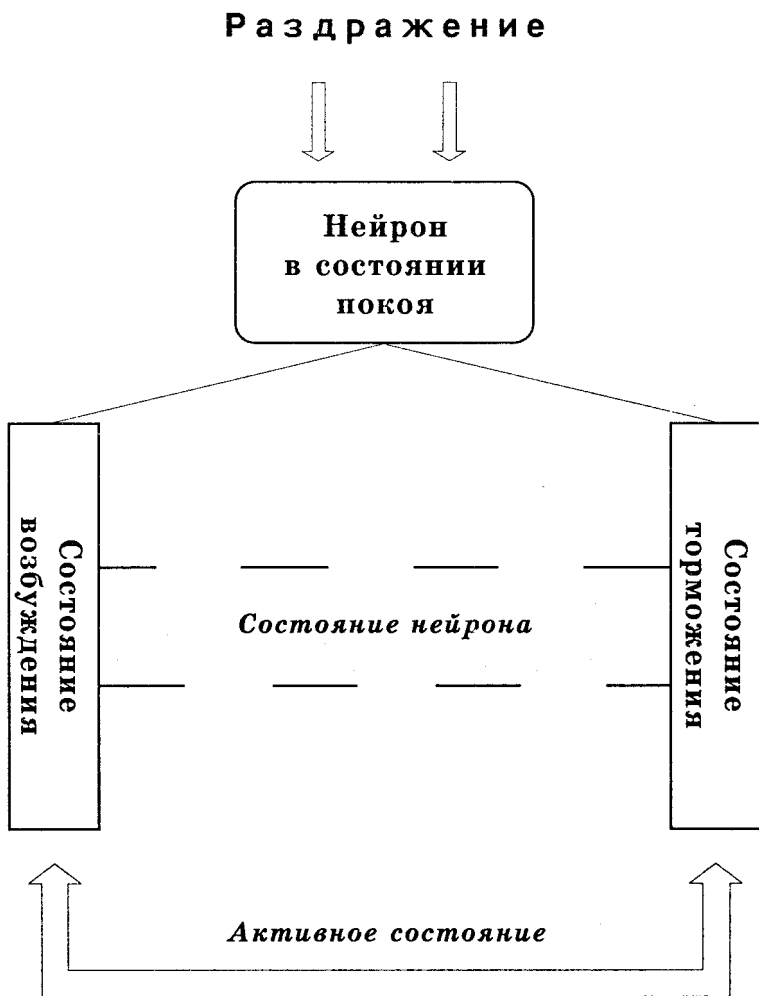 Раздражение
Нейрон
в состоянии
покоя
Состояние
возбуждения
Состояние нейрона
Состояние
торможения
Активное состояние